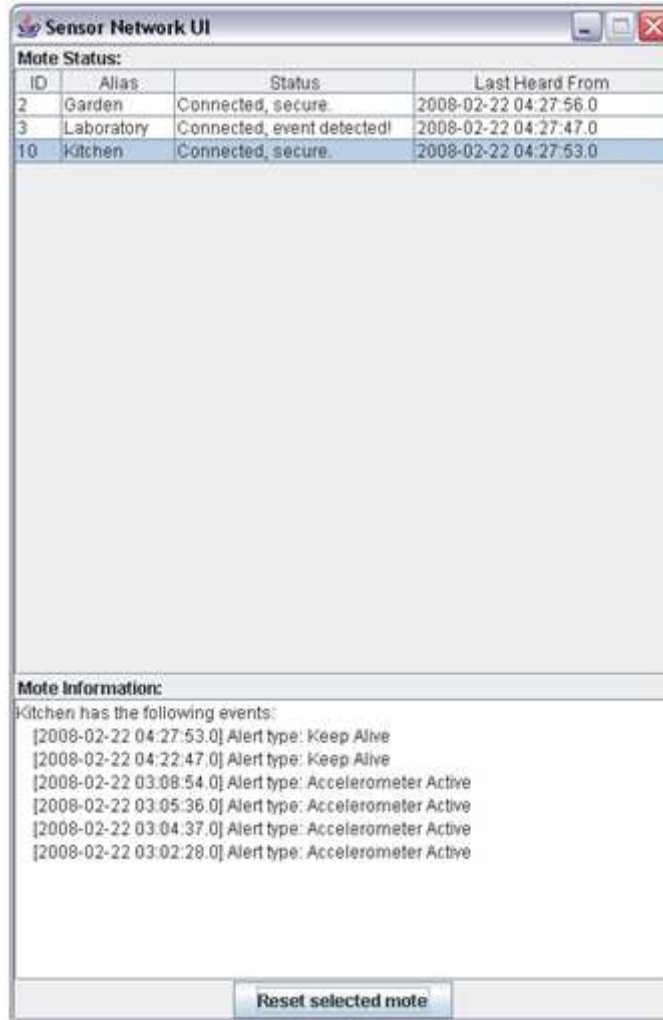 Sensor Network UI
Mote Status:
ID Alias Status Last Heard From
2 Garden Connected, secure. 2008-02-22 04:27:56.0
3 Laboratory Connected, event detected! 2008-02-22 04:27:47.0
10 Kitchen Connected, secure. 2008-02-22 04:27:53.0
Mote Information:
Kitchen has the following events:
[2008-02-22 04:27:53.0] Alert type: Keep Alive
[2008-02-22 04:22:47.0] Alert type: Keep Alive
[2008-02-22 03:08:54.0] Alert type: Accelerometer Active
[2008-02-22 03:05:36.0] Alert type: Accelerometer Active
[2008-02-22 03:04:37.0] Alert type: Accelerometer Active
[2008-02-22 03:02:28.0] Alert type: Accelerometer Active
Reset selected mote